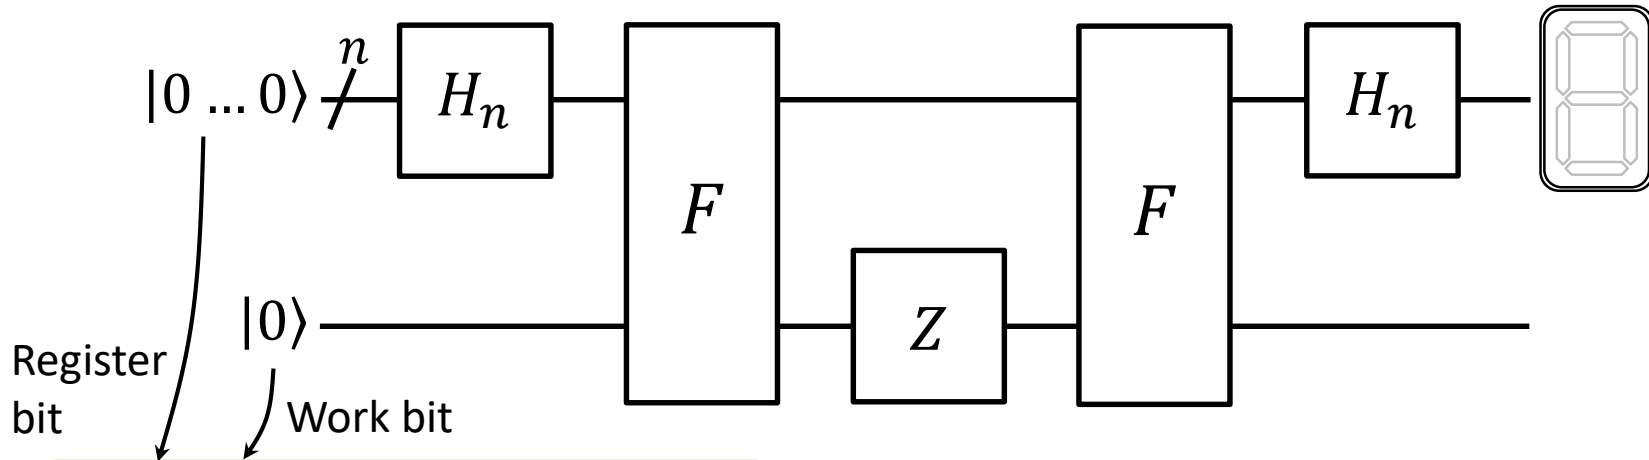 n
|0 ... 0⟩
H_n
F
F
H_n
|0⟩
Z
Register
bit
Work bit